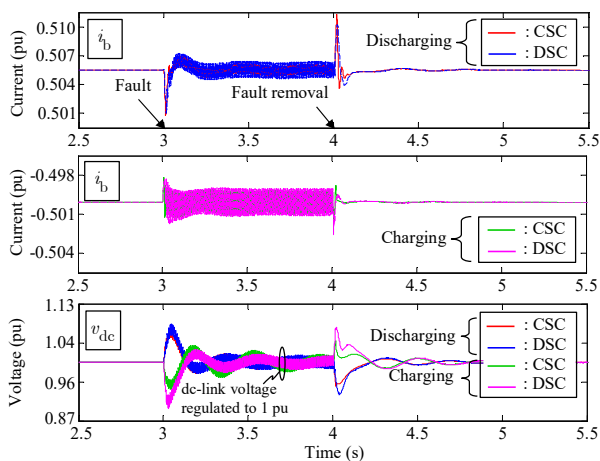 0.510
0.507
0.504
0.501
Current (pu)
i_b
Fault
Fault removal
Discharging
: CSC
: DSC
2.5 3 3.5 4 4.5 5 5.5
-0.498
-0.501
-0.504
Current (pu)
i_b
Charging
: CSC
: DSC
2.5 3 3.5 4 4.5 5 5.5
1.13
1.04
0.96
0.87
Voltage (pu)
v_dc
dc-link voltage
regulated to 1 pu
Discharging
Charging
: CSC
: DSC
: CSC
: DSC
2.5 3 3.5 4 4.5 5 5.5
Time (s)